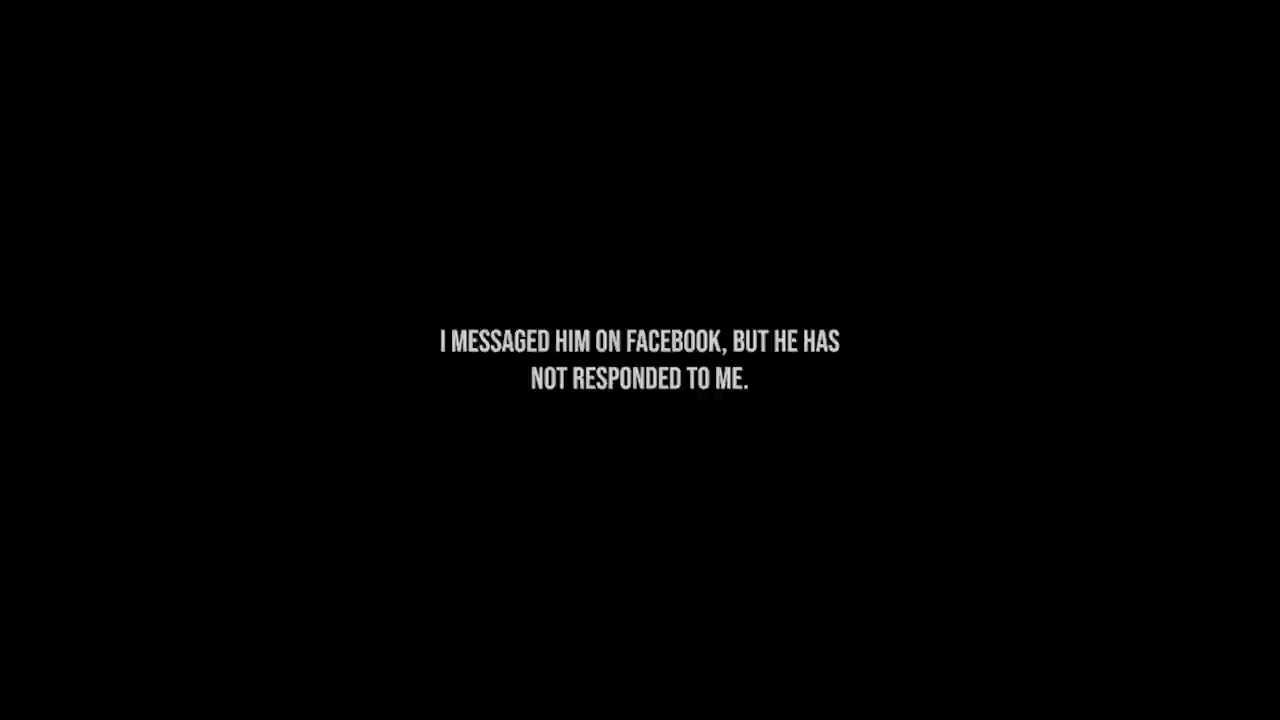 I MESSAGED HIM ON FACEBOOK, BUT HE HAS
NOT RESPONDED TO ME.